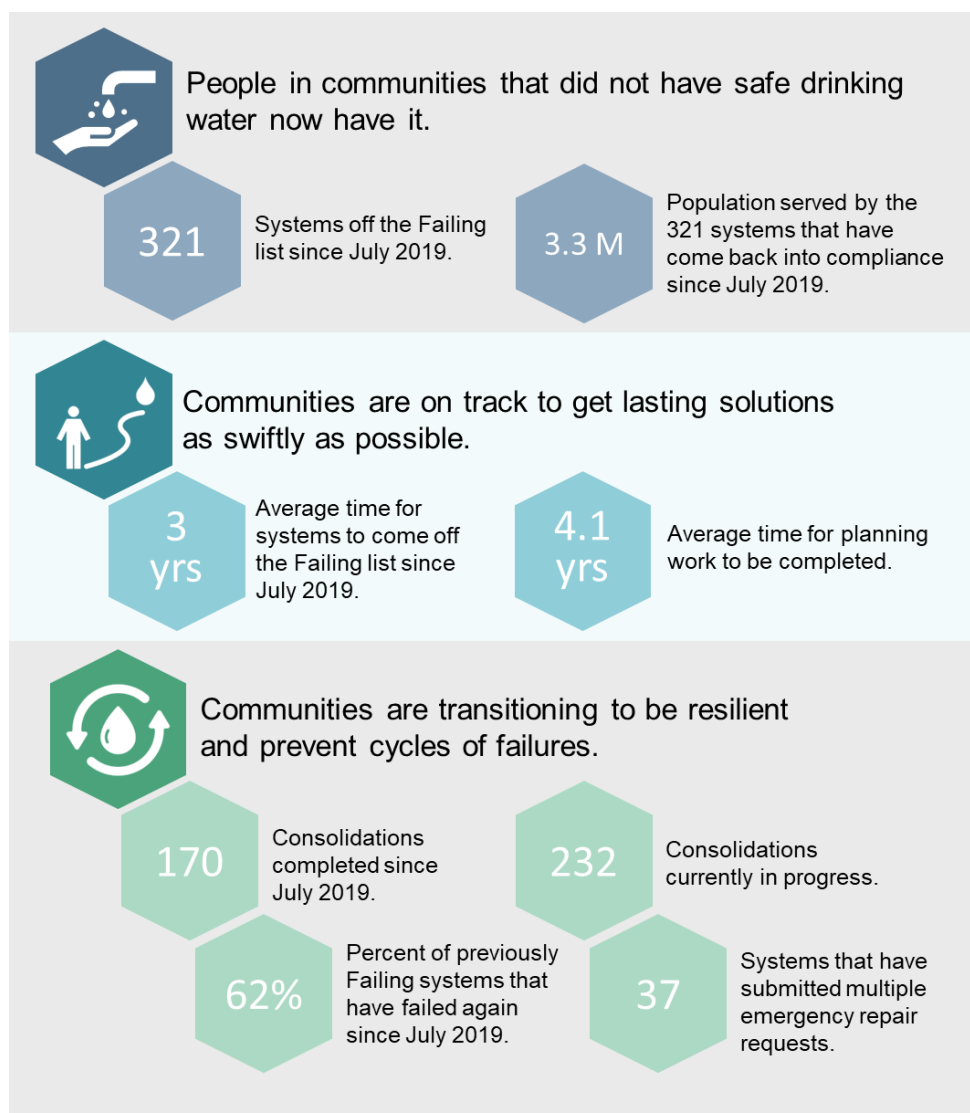 People in communities that did not have safe drinking
water now have it.
321
Systems off the Failing
list since July 2019.
3.3 M
Population served by the
321 systems that have
come back into compliance
since July 2019.
Communities are on track to get lasting solutions
as swiftly as possible.
3
yrs
Average time for
systems to come off
the Failing list since
July 2019.
4.1
yrs
Average time for planning
work to be completed.
Communities are transitioning to be resilient
and prevent cycles of failures.
170
Consolidations
completed since
July 2019.
232
Consolidations
currently in progress.
62%
Percent of previously
Failing systems that
have failed again
since July 2019.
37
Systems that have
submitted multiple
emergency repair
requests.